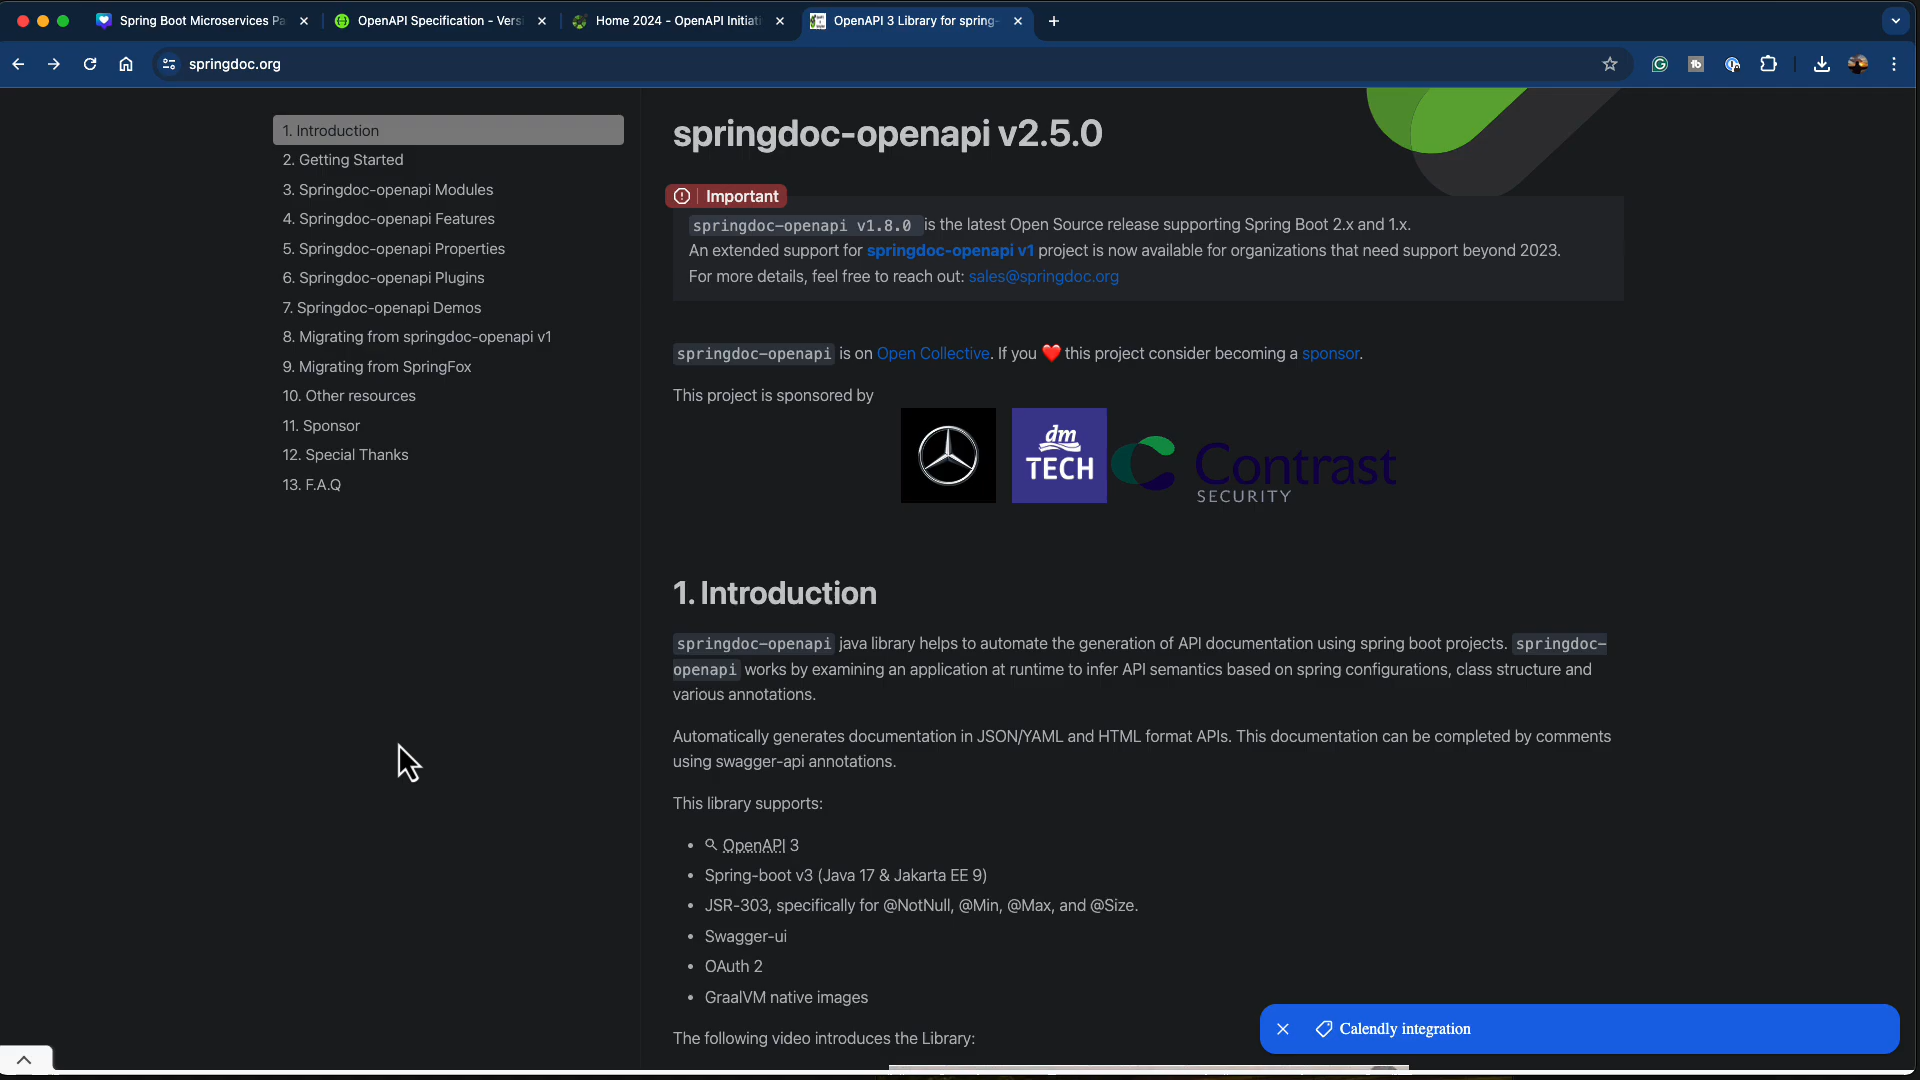 Spring Boot Microservices Pa
OpenAPI Specification - Versi
Home 2024 - OpenAPI Initiati
OpenAPI 3 Library for spring-
springdoc.org
1. Introduction
2. Getting Started
3. Springdoc-openapi Modules
4. Springdoc-openapi Features
5. Springdoc-openapi Properties
6. Springdoc-openapi Plugins
7. Springdoc-openapi Demos
8. Migrating from springdoc-openapi v1
9. Migrating from SpringFox
10. Other resources
11. Sponsor
12. Special Thanks
13. F.A.Q
springdoc-openapi v2.5.0
Important
springdoc-openapi v1.8.0 is the latest Open Source release supporting Spring Boot 2.x and 1.x.
An extended support for springdoc-openapi v1 project is now available for organizations that need support beyond 2023.
For more details, feel free to reach out: sales@springdoc.org
springdoc-openapi is on Open Collective. If you ❤️ this project consider becoming a sponsor.
This project is sponsored by
dm
TECH
Contrast
SECURITY
1. Introduction
springdoc-openapi java library helps to automate the generation of API documentation using spring boot projects. springdoc-
openapi works by examining an application at runtime to infer API semantics based on spring configurations, class structure and
various annotations.
Automatically generates documentation in JSON/YAML and HTML format APIs. This documentation can be completed by comments
using swagger-api annotations.
This library supports:
• OpenAPI 3
• Spring-boot v3 (Java 17 & Jakarta EE 9)
• JSR-303, specifically for @NotNull, @Min, @Max, and @Size.
• Swagger-ui
• OAuth 2
• GraalVM native images
The following video introduces the Library:
Calendly integration